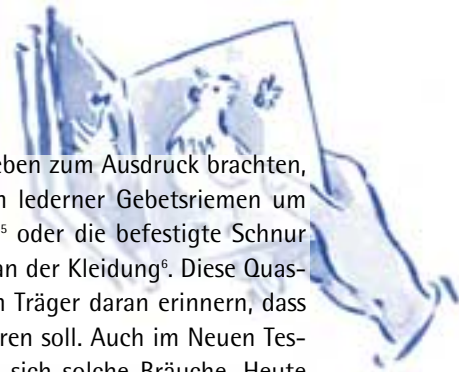 eben zum Ausdruck brachten,
lederner Gebetsriemen um
⁵ oder die befestigte Schnur
an der Kleidung⁶. Diese Quas-
Träger daran erinnern, dass
soll. Auch im Neuen Tes-
sich solche Bräuche. Heute